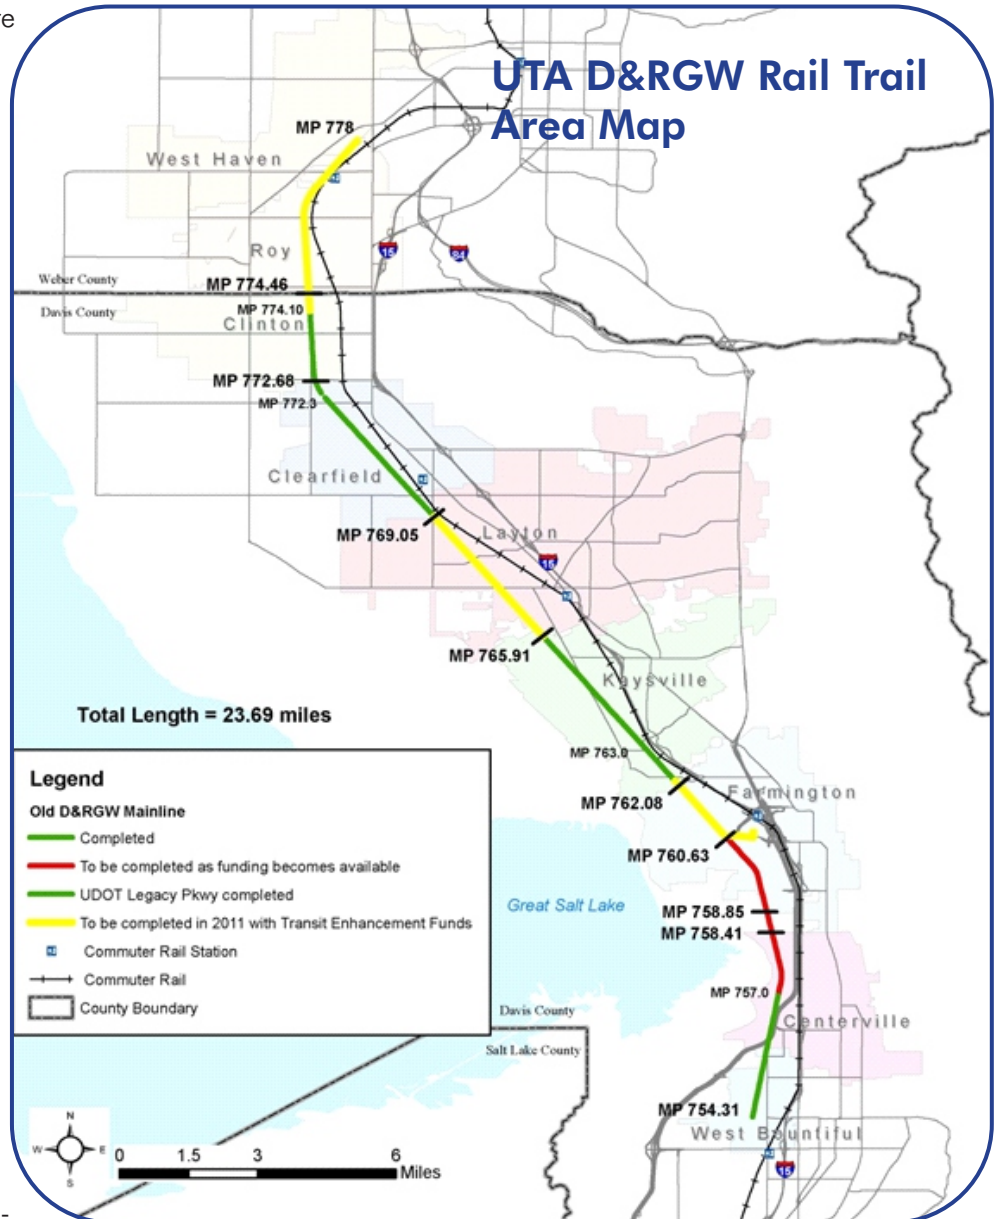 re
UTA D&RGW Rail Trail
Area Map
MP 778
West Haven
Roy
15
84
Weber County
MP 774.46
Davis County
MP 774.10
Clinton
MP 772.68
MP 772.3
Clearfield
MP 769.05
Layton
15
MP 765.91
Kaysville
Total Length = 23.69 miles
MP 763.0
Farmington
MP 762.08
MP 760.63
Great Salt Lake
MP 758.85
MP 758.41
MP 757.0
Centerville
Legend
Old D&RGW Mainline
Completed
To be completed as funding becomes available
UDOT Legacy Pkwy completed
To be completed in 2011 with Transit Enhancement Funds
Commuter Rail Station
Commuter Rail
County Boundary
Davis County
Salt Lake County
MP 754.31
West Bountiful
15
N
W E
S
0 1.5 3 6
Miles
-